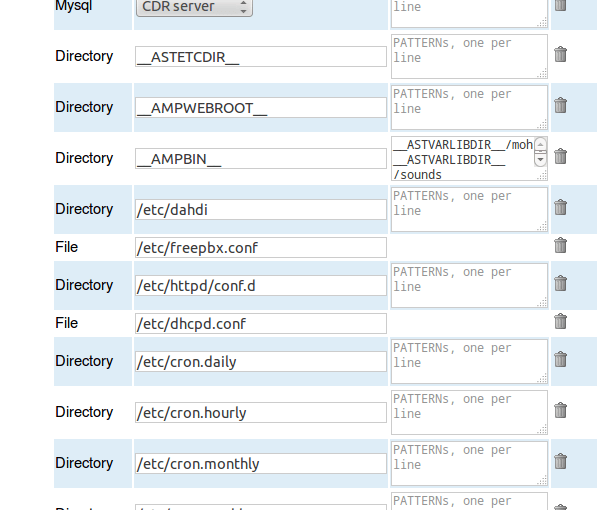 Mysql CDR server line
Directory __ASTETCDIR__ PATTERNs, one per
line
Directory __AMPWEBROOT__ PATTERNs, one per
line
Directory __AMPBIN__ __ASTVARLIBDIR__/moh
__ASTVARLIBDIR__
/sounds
Directory /etc/dahdi PATTERNs, one per
line
File /etc/freepbx.conf
Directory /etc/httpd/conf.d PATTERNs, one per
line
File /etc/dhcpd.conf
Directory /etc/cron.daily PATTERNs, one per
line
Directory /etc/cron.hourly PATTERNs, one per
line
Directory /etc/cron.monthly PATTERNs, one per
line
PATTERNs, one per